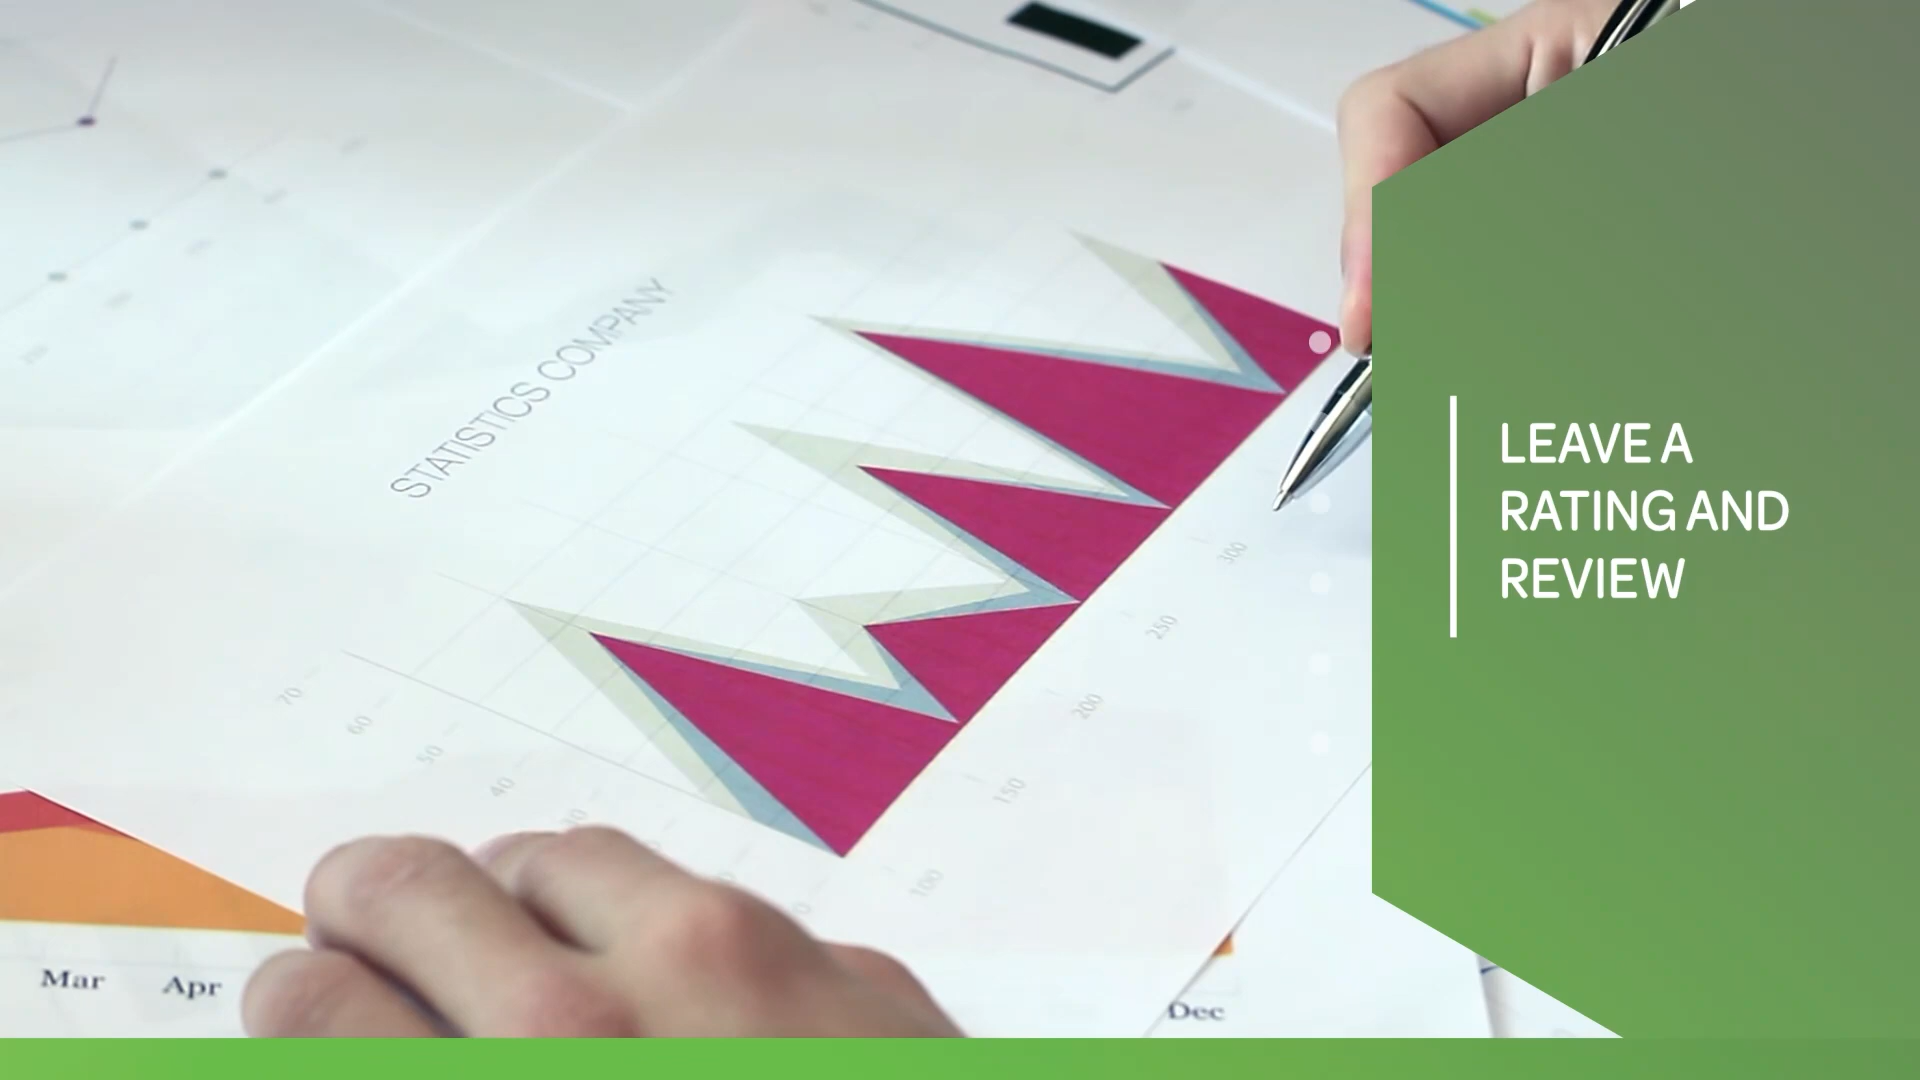 STATISTICS COMPANY
70
60
50
40
300
250
200
150
100
Mar Apr
Dec
LEAVE A
RATING AND
REVIEW